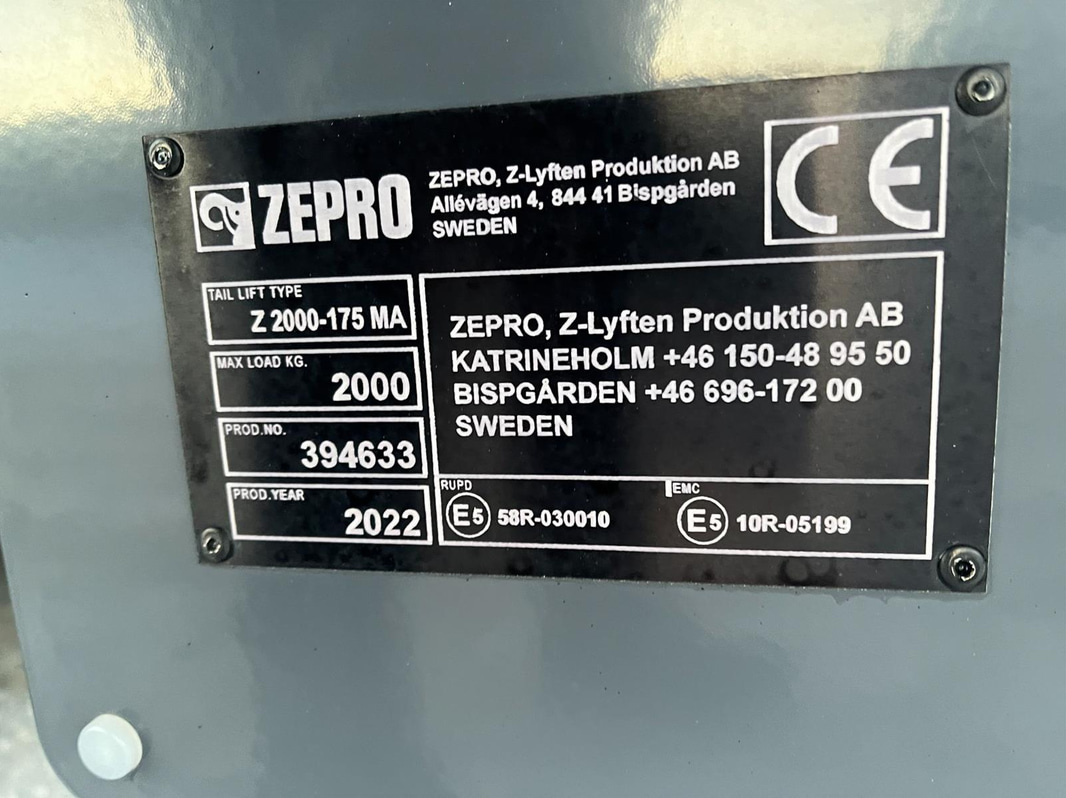 ZEPRO
ZEPRO, Z-Lyften Produktion AB
Allévägen 4, 844 41 Bispgården
SWEDEN
CE
TAIL LIFT TYPE
Z 2000-175 MA
MAX LOAD KG.
2000
PROD.NO.
394633
PROD.YEAR
2022
ZEPRO, Z-Lyften Produktion AB
KATRINEHOLM +46 150-48 95 50
BISPGÅRDEN +46 696-172 00
SWEDEN
RUPD
E5 58R-030010
EMC
E5 10R-05199